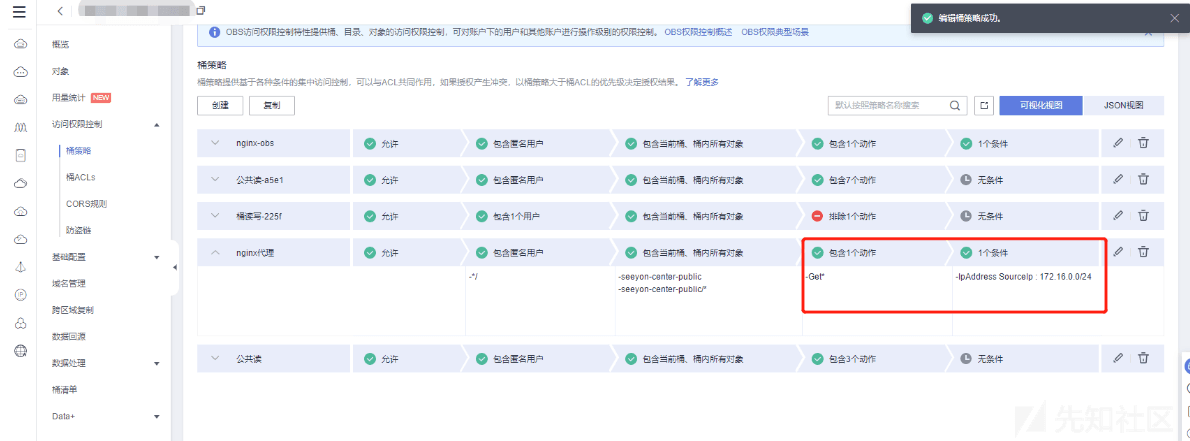 编辑桶策略成功。
OBS访问权限控制特性提供桶、目录、对象的访问权限控制，可对账户下的用户和其他账户进行操作级别的权限控制。 OBS权限控制概述 OBS权限典型场景
概览
对象
用量统计 NEW
访问权限控制
桶策略
桶ACLs
CORS规则
防盗链
基础配置
域名管理
跨区域复制
数据回源
数据处理
桶清单
Data+
桶策略
桶策略提供基于各种条件的集中访问控制，可以与ACL共同作用，如果授权产生冲突，以桶策略大于桶ACL的优先级决定授权结果。 了解更多
创建 复制 默认按照策略名称搜索 可视化视图 JSON视图
nginx-obs 允许 包含匿名用户 包含当前桶、桶内所有对象 包含1个动作 1个条件
公共读-a5e1 允许 包含匿名用户 包含当前桶、桶内所有对象 包含7个动作 无条件
桶读写-225f 允许 包含1个用户 包含当前桶、桶内所有对象 排除1个动作 无条件
nginx代理 允许 包含匿名用户 包含当前桶、桶内所有对象 包含1个动作 1个条件
-*/ -seeyon-center-public -Get* -IpAddress SourceIp : 172.16.0.0/24
-seeyon-center-public/*
公共读 允许 包含匿名用户 包含当前桶、桶内所有对象 包含3个动作 无条件
先知社区